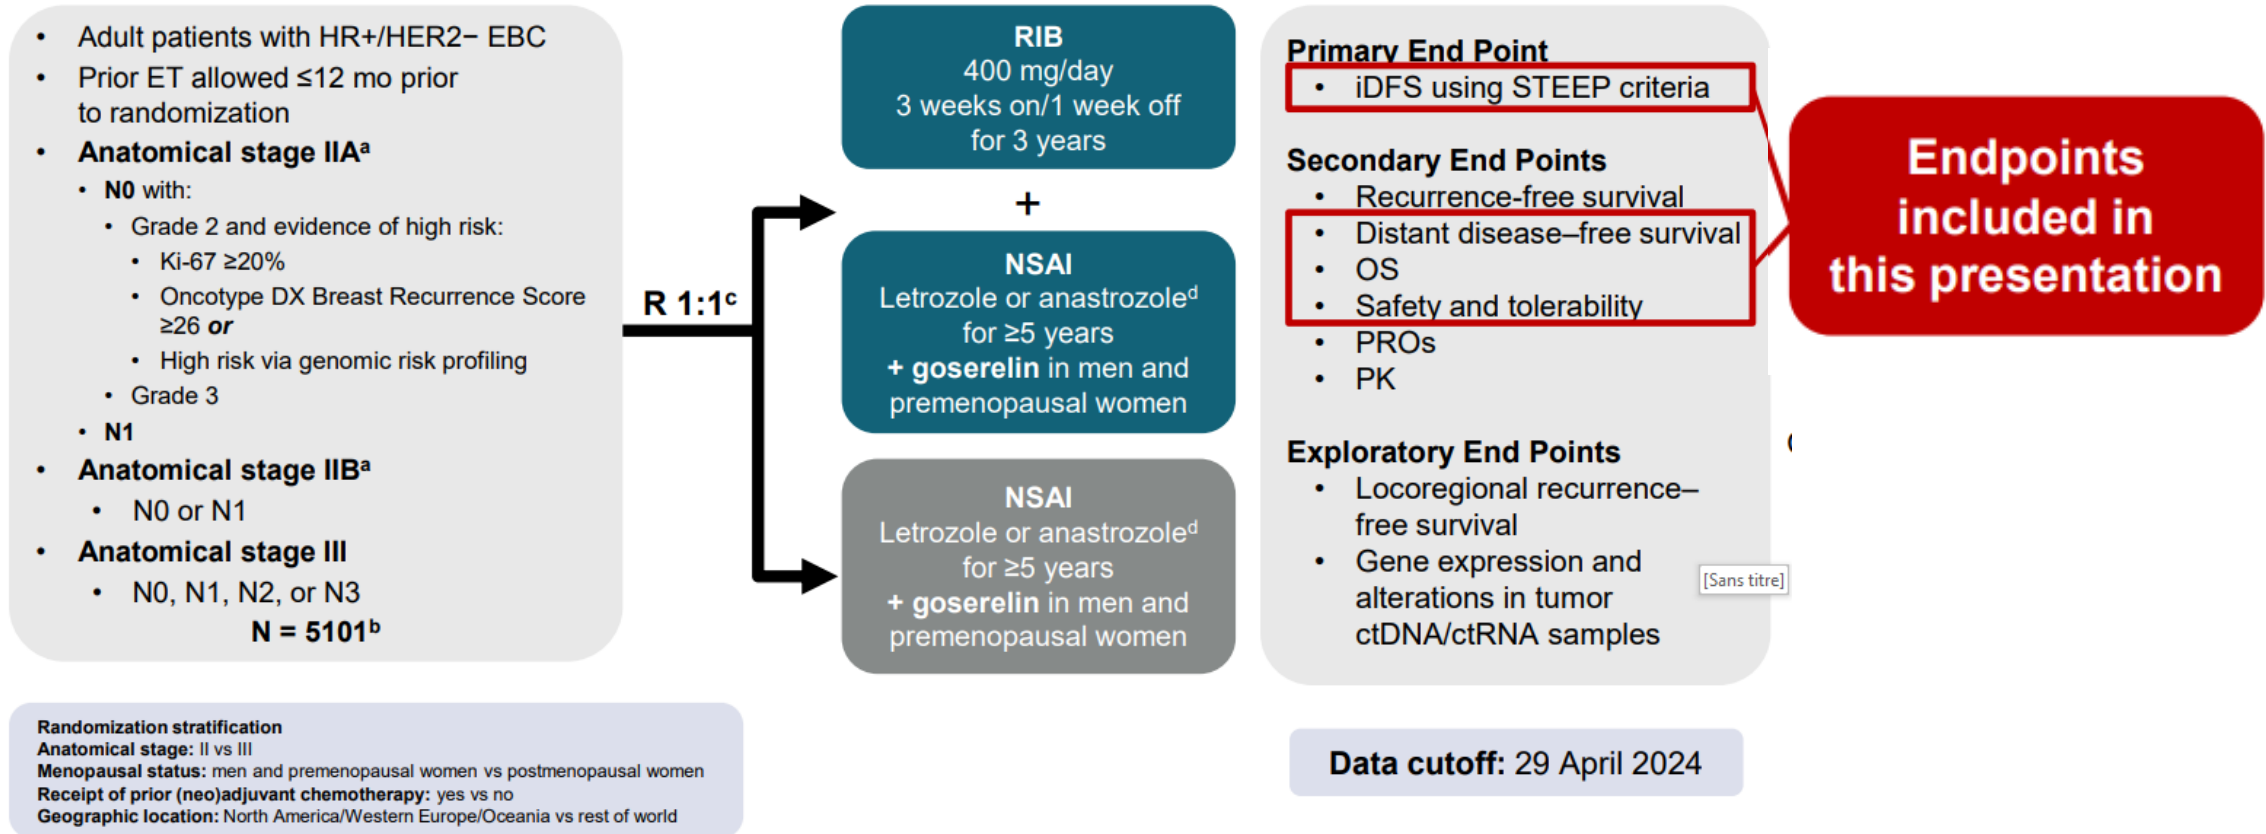 • Adult patients with HR+/HER2− EBC
• Prior ET allowed ≤12 mo prior
to randomization
• Anatomical stage IIAᵃ
• N0 with:
• Grade 2 and evidence of high risk:
• Ki-67 ≥20%
• Oncotype DX Breast Recurrence Score
≥26 or
• High risk via genomic risk profiling
• Grade 3
• N1
• Anatomical stage IIBᵃ
• N0 or N1
• Anatomical stage III
• N0, N1, N2, or N3
N = 5101ᵇ
R 1:1ᶜ
RIB
400 mg/day
3 weeks on/1 week off
for 3 years
+
NSAI
Letrozole or anastrozoleᵈ
for ≥5 years
+ goserelin in men and
premenopausal women
NSAI
Letrozole or anastrozoleᵈ
for ≥5 years
+ goserelin in men and
premenopausal women
Primary End Point
• iDFS using STEEP criteria
Secondary End Points
• Recurrence-free survival
• Distant disease–free survival
• OS
• Safety and tolerability
• PROs
• PK
Exploratory End Points
• Locoregional recurrence–
free survival
• Gene expression and
alterations in tumor
ctDNA/ctRNA samples
Endpoints
included in
this presentation
[Sans titre]
Randomization stratification
Anatomical stage: II vs III
Menopausal status: men and premenopausal women vs postmenopausal women
Receipt of prior (neo)adjuvant chemotherapy: yes vs no
Geographic location: North America/Western Europe/Oceania vs rest of world
Data cutoff: 29 April 2024